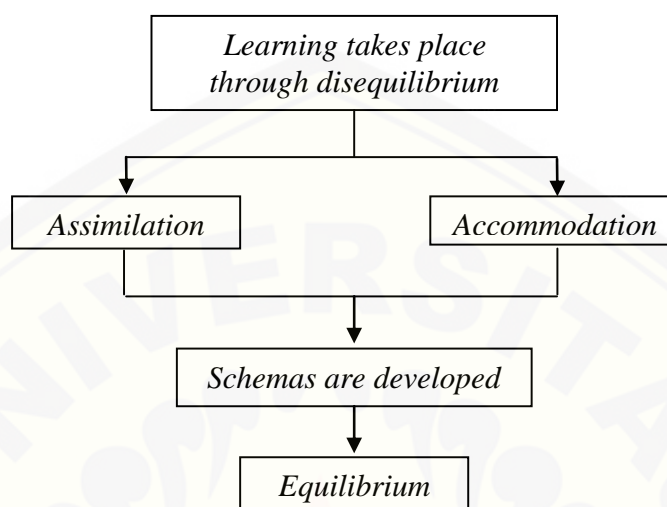 Learning takes place
through disequilibrium
Assimilation
Accommodation
Schemas are developed
Equilibrium